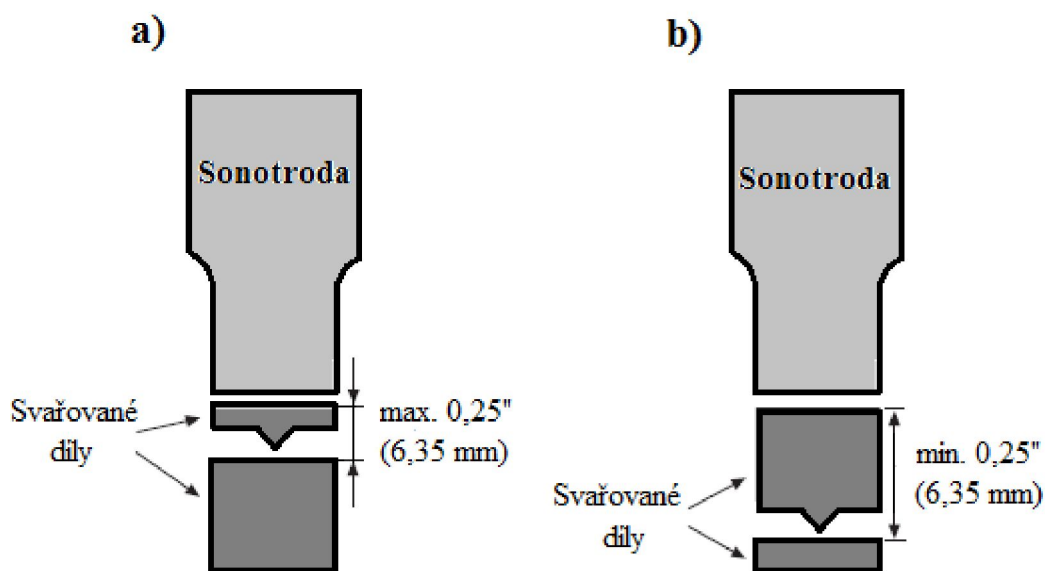 a)
Sonotroda
Svařované
díly
max. 0,25"
(6,35 mm)
b)
Sonotroda
Svařované
díly
min. 0,25"
(6,35 mm)